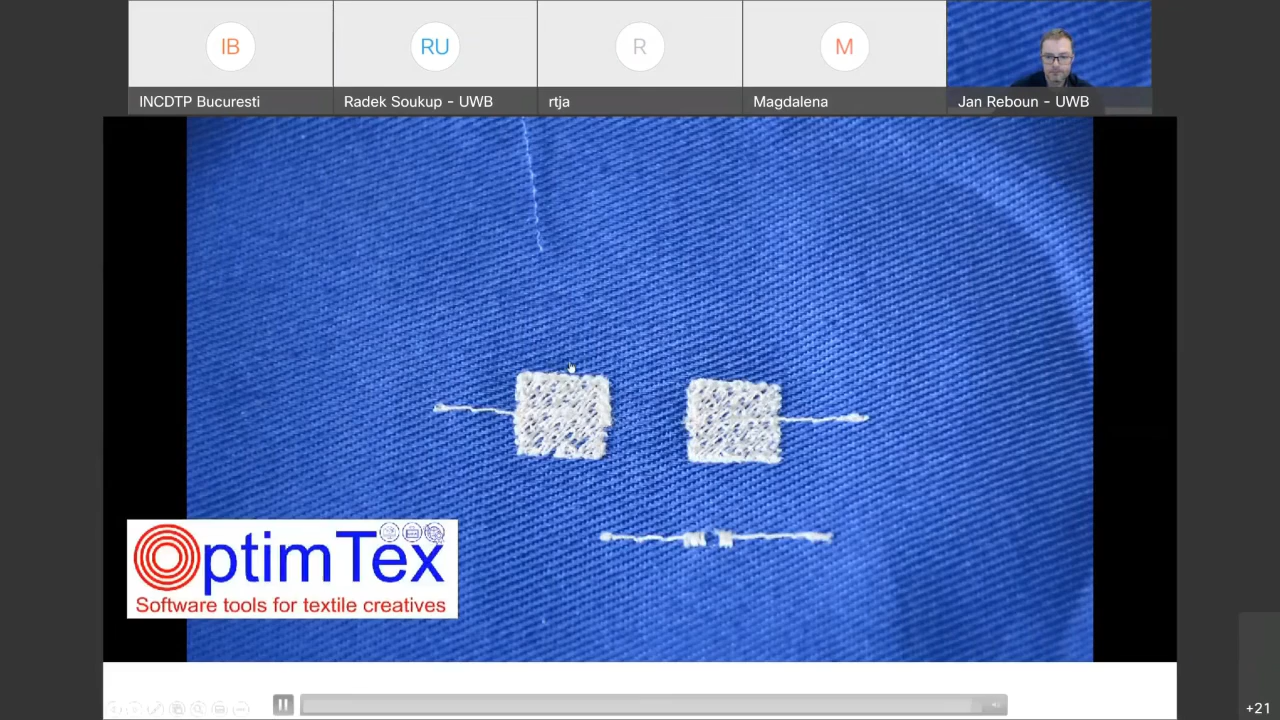 IB
INCDTP Bucuresti
RU
Radek Soukup - UWB
R
rtja
M
Magdalena
Jan Reboun - UWB
OptimTex
Software tools for textile creatives
+21